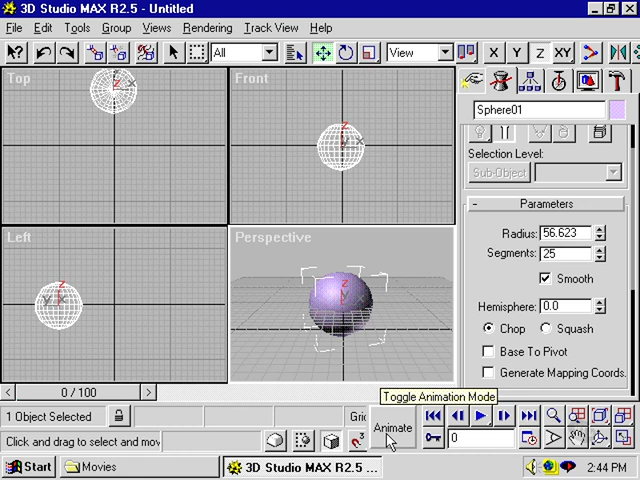 3D Studio MAX R2.5 - Untitled
File Edit Tools Group Views Rendering Track View Help
All View X Y Z XY
Top Front
Sphere01
Selection Level:
Sub-Object
Parameters
Radius: 56.623
Segments: 25
Smooth
Hemisphere: 0.0
Chop Squash
Base To Pivot
Generate Mapping Coords.
Left Perspective
0 / 100
Toggle Animation Mode
1 Object Selected Grid
Click and drag to select and mov
Animate
0
Start Movies 3D Studio MAX R2.5 ... 2:44 PM